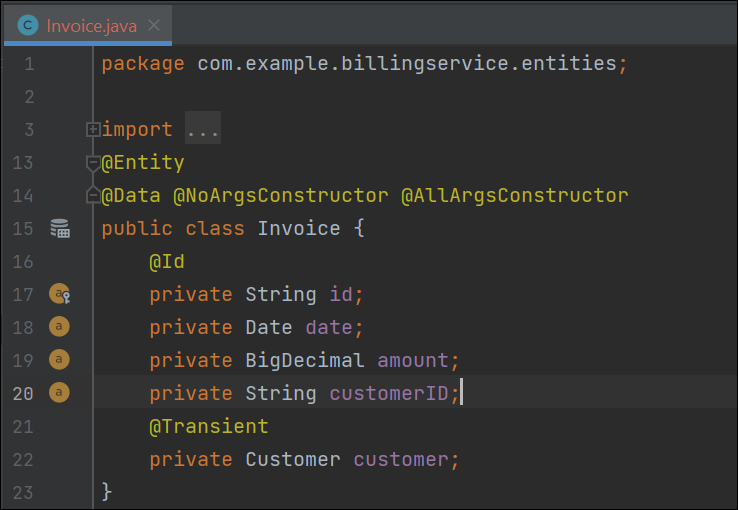 Invoice.java
1 package com.example.billingservice.entities;
2
3 import ...
13 @Entity
14 @Data @NoArgsConstructor @AllArgsConstructor
15 public class Invoice {
16 @Id
17 private String id;
18 private Date date;
19 private BigDecimal amount;
20 private String customerID;
21 @Transient
22 private Customer customer;
23 }